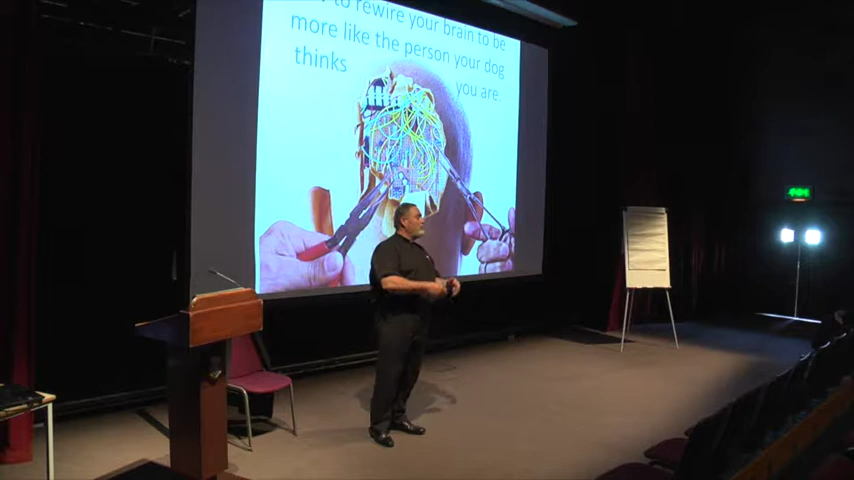 to rewire your brain to be
more like the person your dog
thinks
you are.